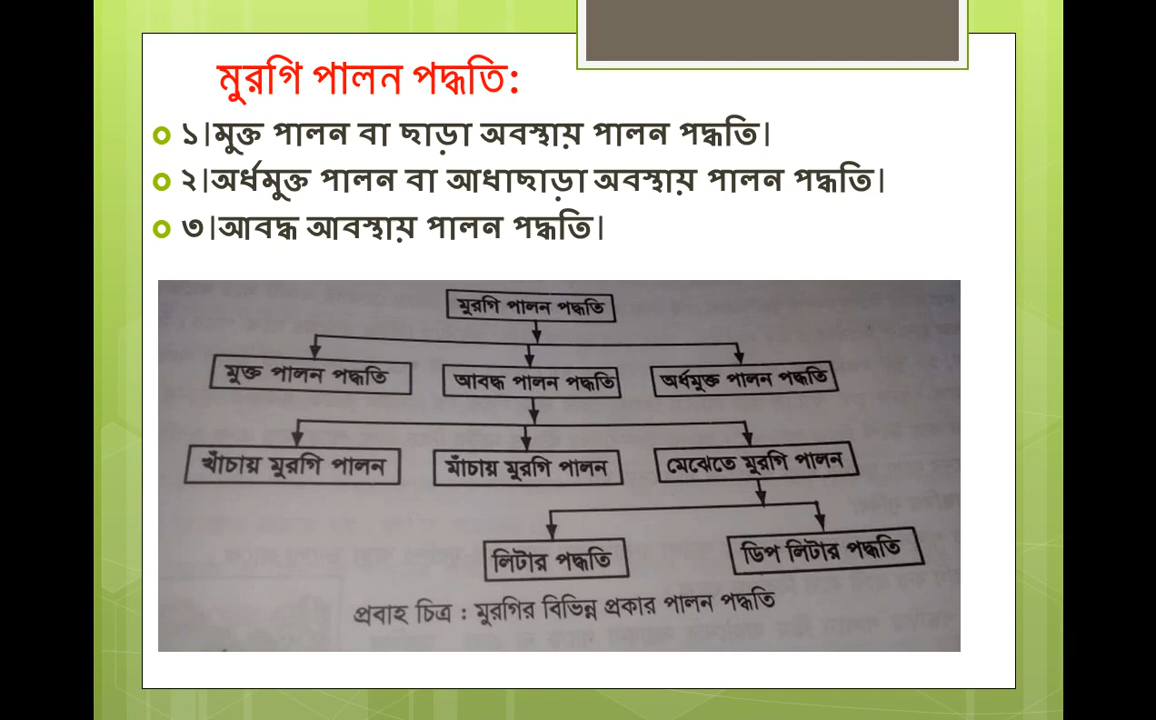 মুরগি পালন পদ্ধতি:
১।মুক্ত পালন বা ছাড়া অবস্থায় পালন পদ্ধতি।
২।অর্ধমুক্ত পালন বা আধাছাড়া অবস্থায় পালন পদ্ধতি।
৩।আবদ্ধ আবস্থায় পালন পদ্ধতি।
মুরগি পালন পদ্ধতি
মুক্ত পালন পদ্ধতি
আবদ্ধ পালন পদ্ধতি
অর্ধমুক্ত পালন পদ্ধতি
খাঁচায় মুরগি পালন
মাঁচায় মুরগি পালন
মেঝেতে মুরগি পালন
লিটার পদ্ধতি
ডিপ লিটার পদ্ধতি
প্রবাহ চিত্র : মুরগির বিভিন্ন প্রকার পালন পদ্ধতি